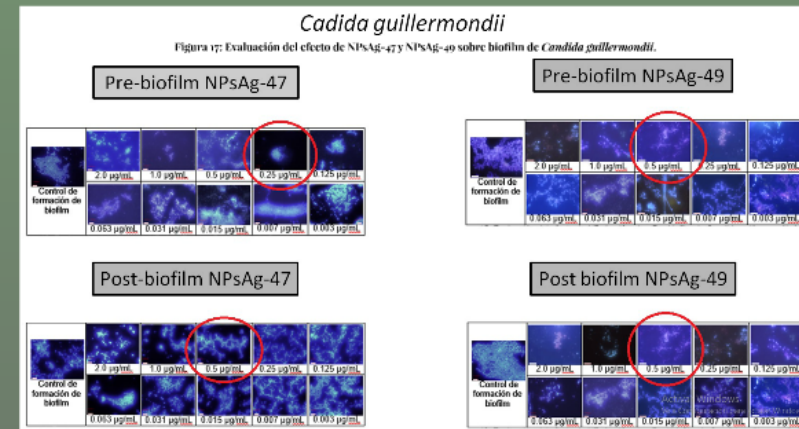 Cadida guillermondii
Figura 17: Evaluación del efecto de NPsAg-47 y NPsAg-49 sobre biofilm de Candida guillermondii.
Pre-biofilm NPsAg-47
Control de
formación de
biofilm
2.0 µg/mL 1.0 µg/mL 0.5 µg/mL 0.25 µg/mL 0.125 µg/mL
0.063 µg/mL 0.031 µg/mL 0.015 µg/mL 0.007 µg/mL 0.003 µg/mL
Pre-biofilm NPsAg-49
Control de
formación de
biofilm
2.0 µg/mL 1.0 µg/mL 0.5 µg/mL 25 µg/mL 0.125 µg/mL
0.063 µg/mL 0.031 µg/mL 0.015 µg/mL 0.007 µg/mL 0.003 µg/mL
Post-biofilm NPsAg-47
Control de
formación de
biofilm
2.0 µg/mL 1.0 µg/mL 0.5 µg/mL 0.25 µg/mL 0.125 µg/mL
0.063 µg/mL 0.031 µg/mL 0.015 µg/mL 0.007 µg/mL 0.003 µg/mL
Post biofilm NPsAg-49
Control de
formación de
biofilm
2.0 µg/mL 1.0 µg/mL 0.5 µg/mL 0.25 µg/mL 0.125 µg/mL
0.063 µg/mL 0.031 µg/mL 0.015 µg/mL 0.007 µg/mL 0.003 µg/mL
Activar Windows